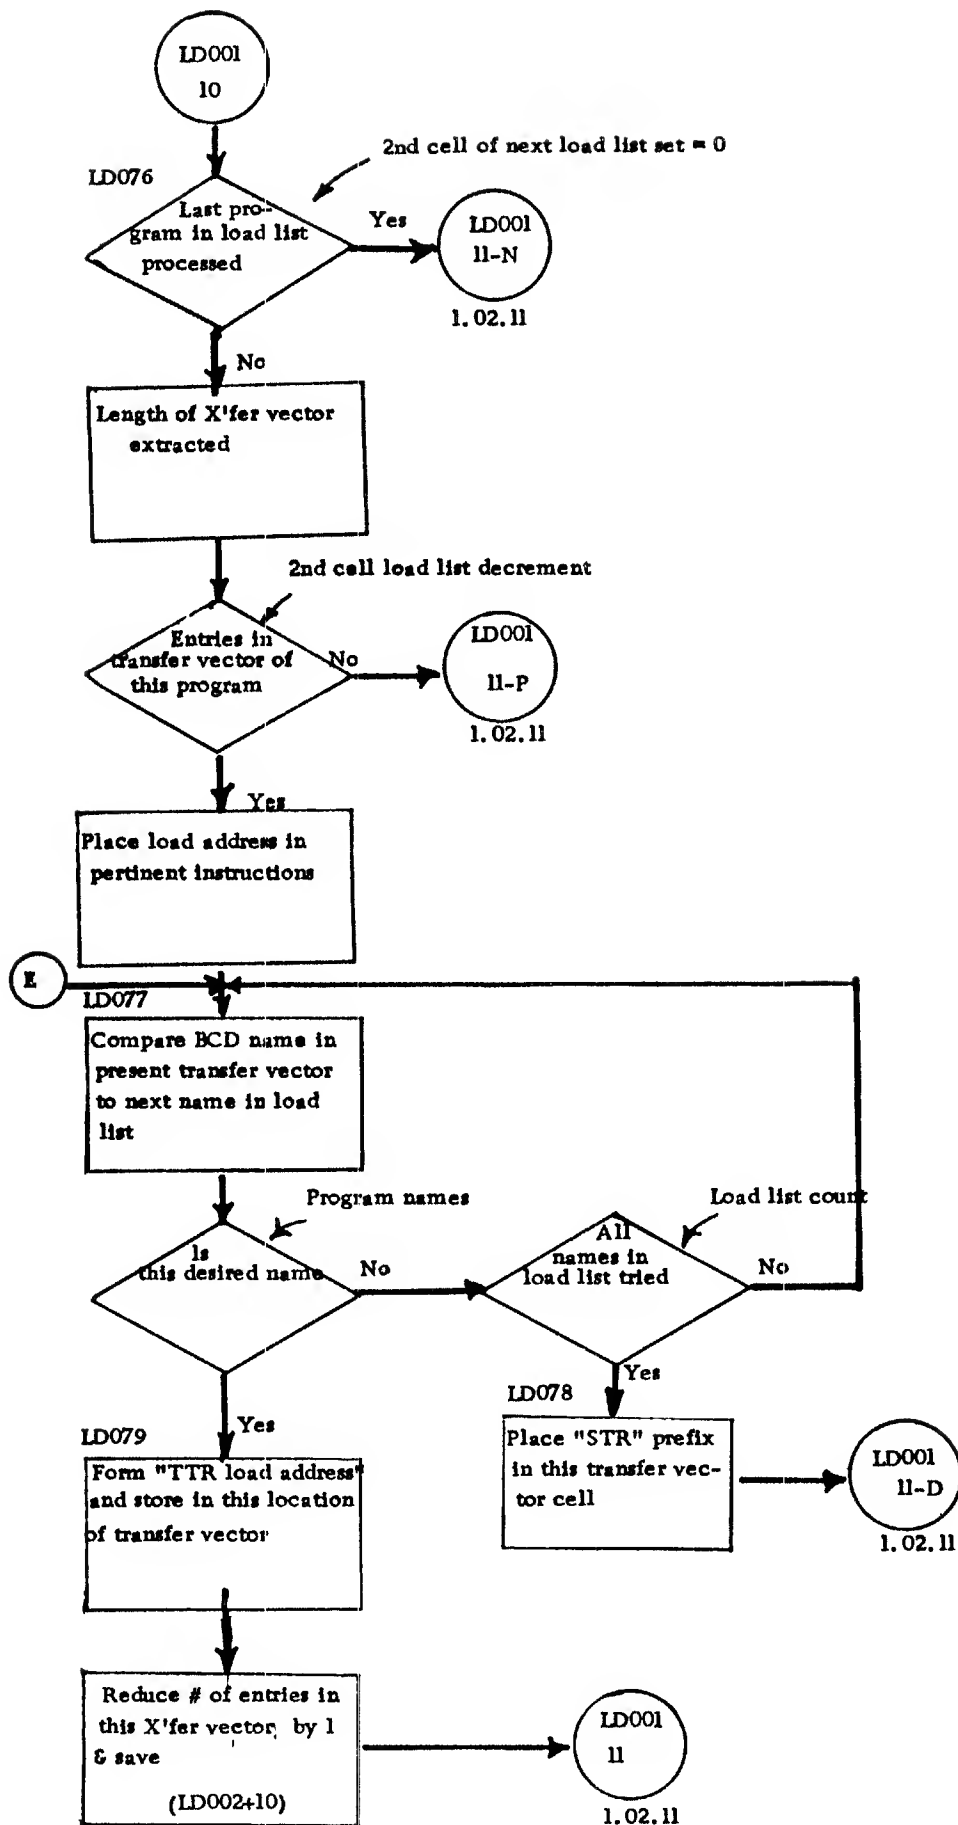 LD001
10
2nd cell of next load list set = 0
LD076
Last pro-
gram in load list
processed
Yes
LD001
11-N
1.02.11
No
Length of X'fer vector
extracted
2nd cell load list decrement
Entries in
transfer vector of
this program
No
LD001
11-P
1.02.11
Yes
Place load address in
pertinent instructions
E
LD077
Compare BCD name in
present transfer vector
to next name in load
list
Program names
Load list count
Is
this desired name
No
All
names in
load list tried
No
Yes
LD078
Yes
LD079
Place "STR" prefix
in this transfer vec-
tor cell
LD001
11-D
1.02.11
Form "TTR load address"
and store in this location
of transfer vector
Reduce # of entries in
this X'fer vector, by 1
& save
(LD002+10)
LD001
11
1.02.11